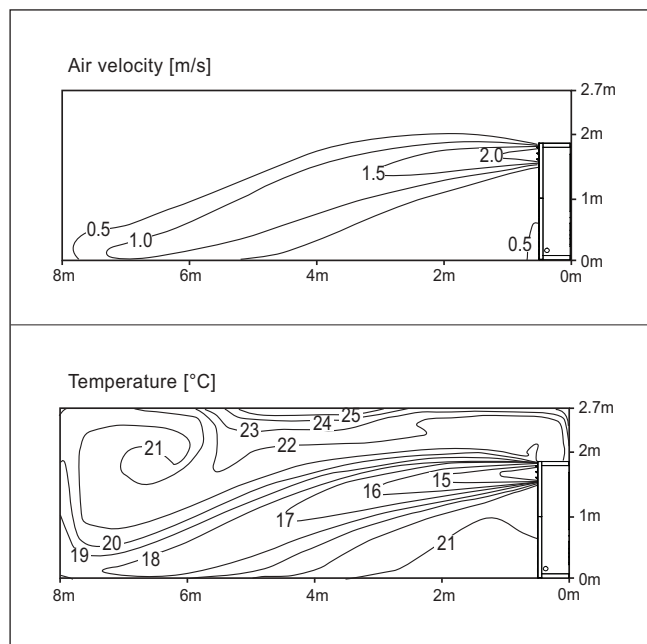 Air velocity [m/s]
2.7m
2m
2.0
1.5
1m
0.5
1.0
0.5
0m
8m 6m 4m 2m 0m
Temperature [°C]
2.7m
25
24
23
22
21
2m
15
16
17
1m
20
19
18
21
0m
8m 6m 4m 2m 0m